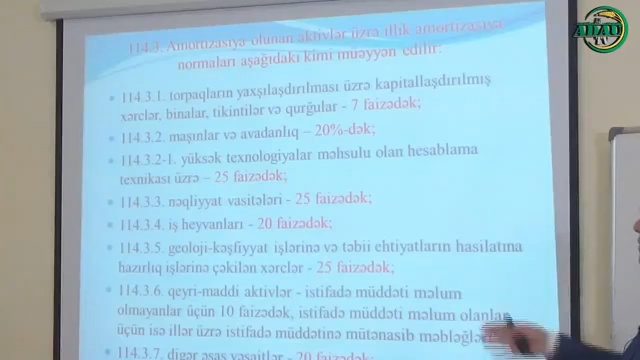 114.3. Amortizasiya olunan aktivlər üzrə illik amortizasiya
normaları aşağıdakı kimi müəyyən edilir:
114.3.1. torpaqların yaxşılaşdırılması üzrə kapitallaşdırılmış
xərclər, binalar, tikintilər və qurğular - 7 faizədək;
114.3.2. maşınlar və avadanlıq – 20%-dək;
114.3.2-1. yüksək texnologiyalar məhsulu olan hesablama
texnikası üzrə – 25 faizədək;
114.3.3. nəqliyyat vasitələri - 25 faizədək;
114.3.4. iş heyvanları - 20 faizədək;
114.3.5. geoloji-kəşfiyyat işlərinə və təbii ehtiyatların hasilatına
hazırlıq işlərinə çəkilən xərclər - 25 faizədək;
114.3.6. qeyri-maddi aktivlər - istifadə müddəti məlum
olmayanlar üçün 10 faizədək, istifadə müddəti məlum olanlar
üçün isə illər üzrə istifadə müddətinə mütənasib məbləğlə
114.3.7. digər əsas vəsaitlər - 20 faizədək;
ADAU
TV